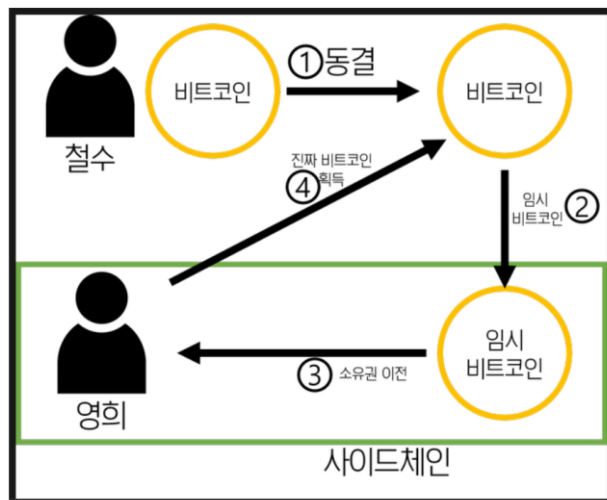 비트코인
①동결
비트코인
철수
진짜 비트코인
④획득
임시
비트코인②
임시
비트코인
③ 소유권 이전
영희
사이드체인